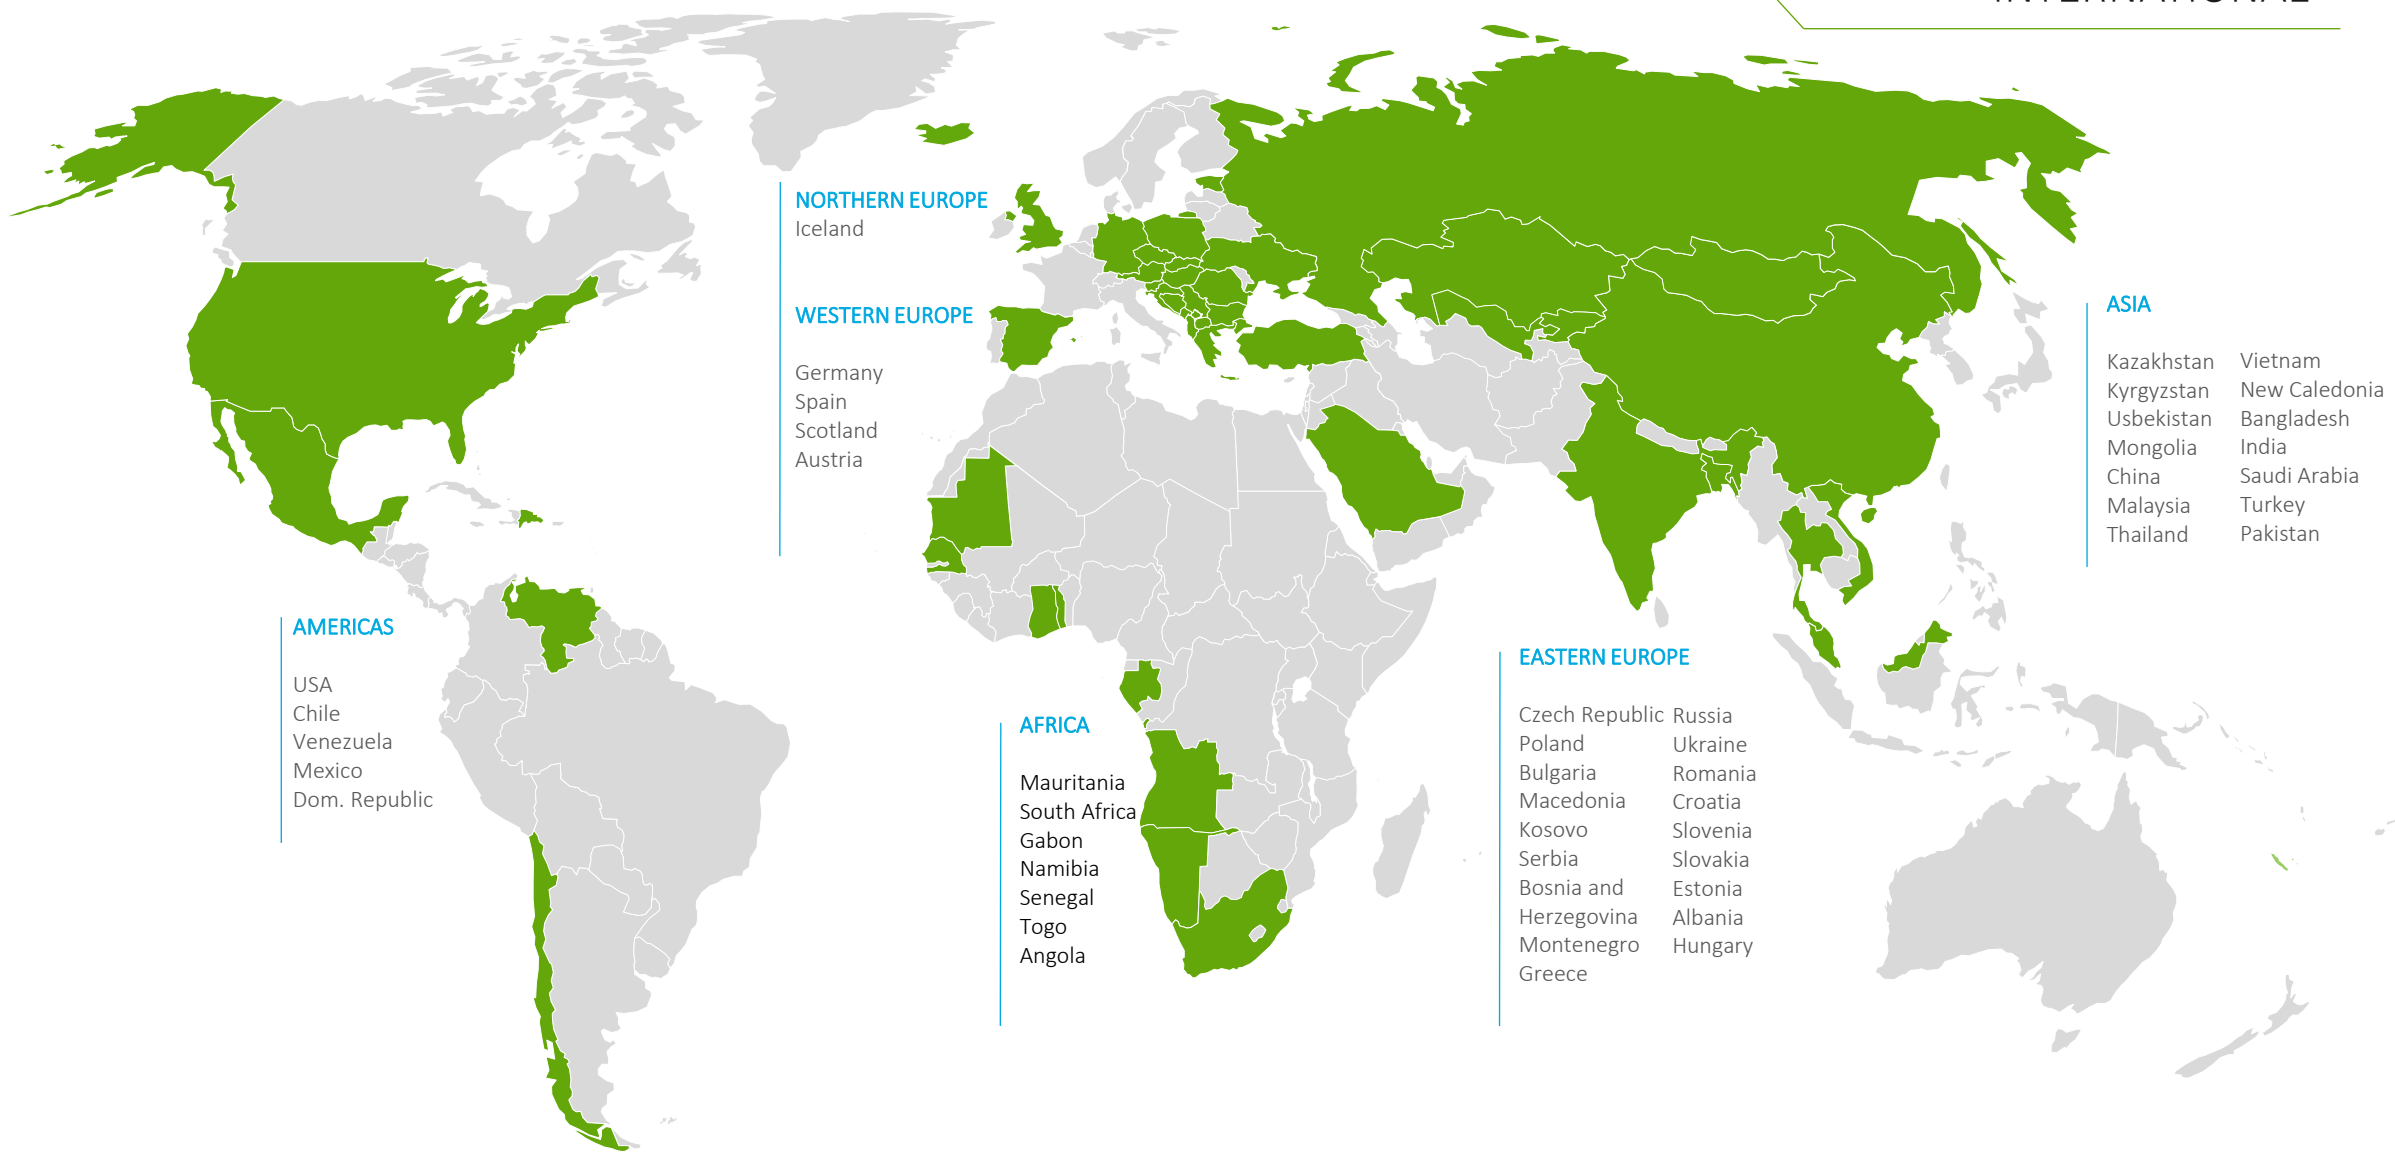 INTERNATIONAL
NORTHERN EUROPE
Iceland
WESTERN EUROPE
Germany
Spain
Scotland
Austria
ASIA
Kazakhstan
Kyrgyzstan
Usbekistan
Mongolia
China
Malaysia
Thailand
Vietnam
New Caledonia
Bangladesh
India
Saudi Arabia
Turkey
Pakistan
AMERICAS
USA
Chile
Venezuela
Mexico
Dom. Republic
AFRICA
Mauritania
South Africa
Gabon
Namibia
Senegal
Togo
Angola
EASTERN EUROPE
Czech Republic
Poland
Bulgaria
Macedonia
Kosovo
Serbia
Bosnia and
Herzegovina
Montenegro
Greece
Russia
Ukraine
Romania
Croatia
Slovenia
Slovakia
Estonia
Albania
Hungary